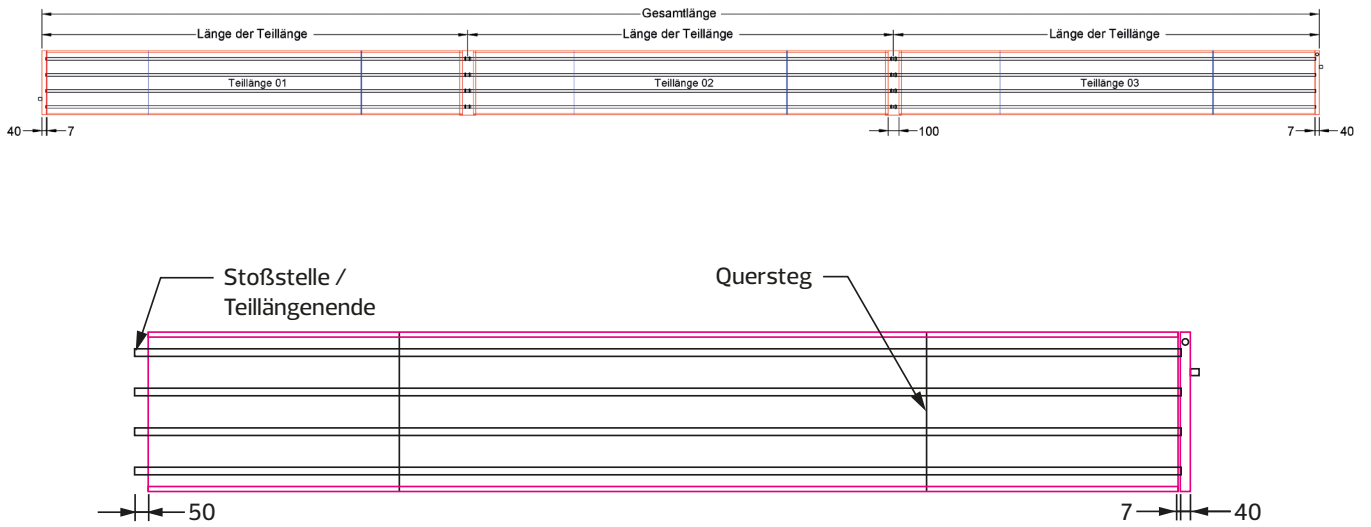 Gesamtlänge
Länge der Teillänge
Länge der Teillänge
Länge der Teillänge
Teillänge 01
Teillänge 02
Teillänge 03
40
7
100
7
40
Stoßstelle /
Teillängenende
Quersteg
50
7
40